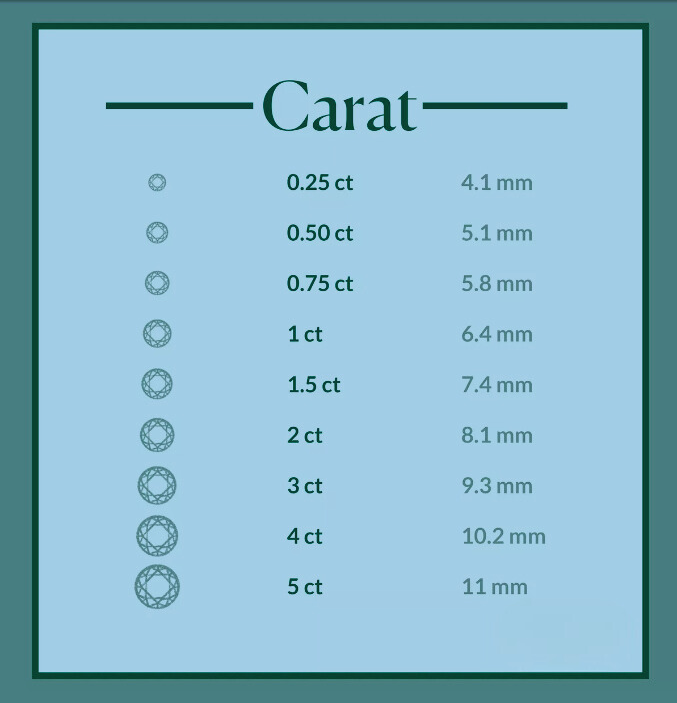 Carat
0.25 ct 4.1 mm
0.50 ct 5.1 mm
0.75 ct 5.8 mm
1 ct 6.4 mm
1.5 ct 7.4 mm
2 ct 8.1 mm
3 ct 9.3 mm
4 ct 10.2 mm
5 ct 11 mm